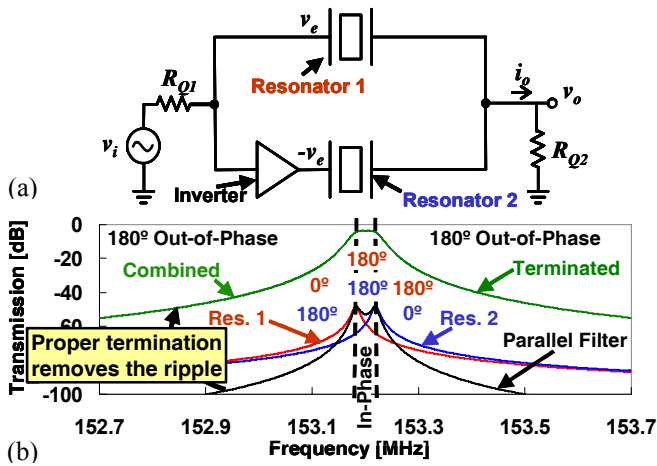 (a)
v_e
Resonator 1
R_Q1
v_i
Inverter
-v_e
Resonator 2
i_o
v_o
R_Q2
(b)
Transmission [dB]
0
-20
-40
-60
-80
-100
180º Out-of-Phase
180º Out-of-Phase
Combined
Terminated
0º
180º
180º
180º
180º
0º
Res. 1
Res. 2
Proper termination
removes the ripple
Parallel Filter
In-Phase
152.7
152.9
153.1
153.3
153.5
153.7
Frequency [MHz]